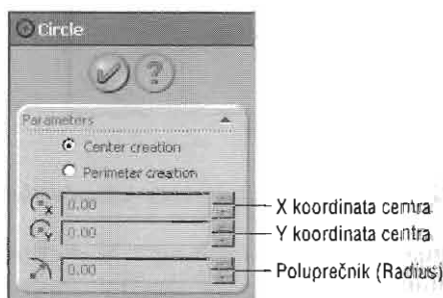 Circle
Parameters
Center creation
Perimeter creation
0.00
X koordinata centra
0.00
Y koordinata centra
0.00
Poluprečnik (Radius)